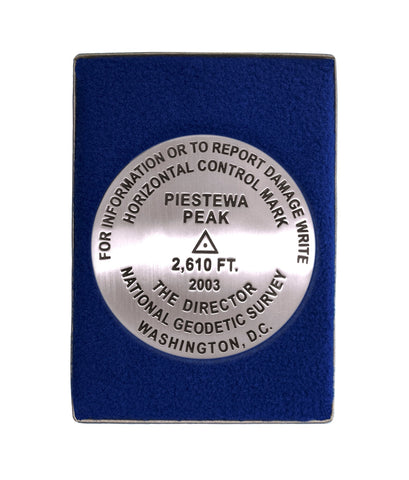 FOR INFORMATION OR TO REPORT DAMAGE WRITE
HORIZONTAL CONTROL MARK
PIESTEWA
PEAK
2,610 FT.
2003
THE DIRECTOR
NATIONAL GEODETIC SURVEY
WASHINGTON, D.C.